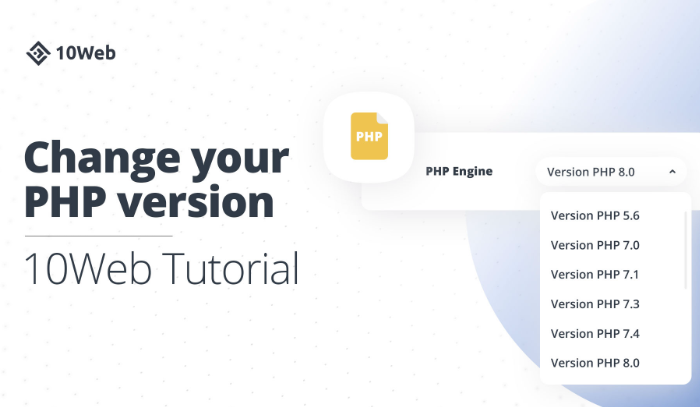 10Web
Change your
PHP version
10Web Tutorial
PHP
PHP Engine
Version PHP 8.0
Version PHP 5.6
Version PHP 7.0
Version PHP 7.1
Version PHP 7.3
Version PHP 7.4
Version PHP 8.0